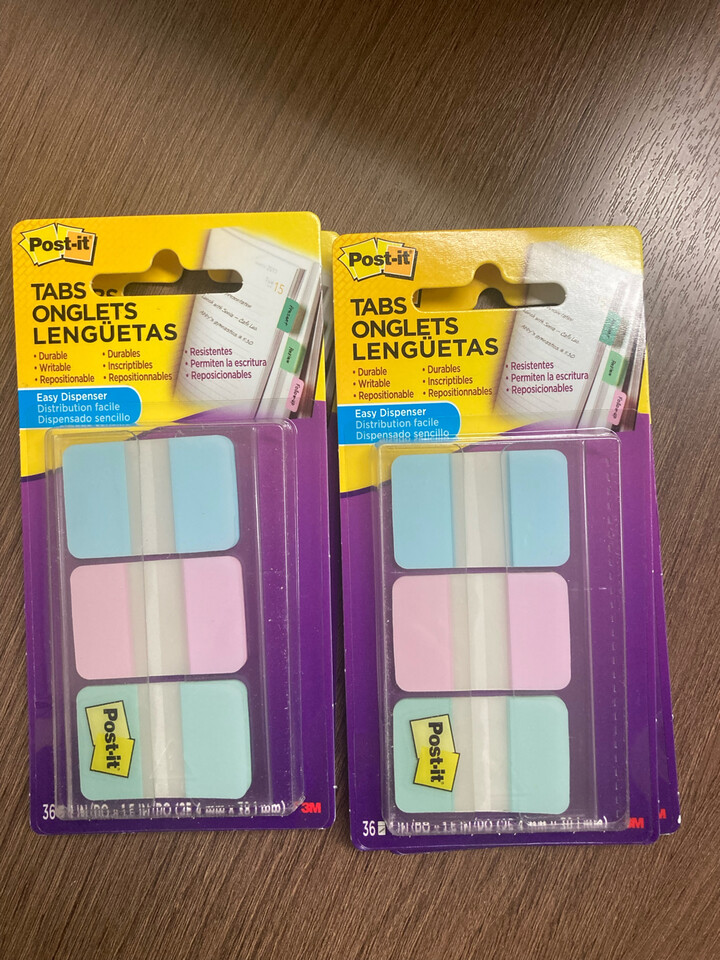 Post-it
TABS
ONGLETS
LENGÜETAS
• Durable
• Writable
• Repositionable
• Durables
• Inscriptibles
• Repositionnables
• Resistentes
• Permiten la escritura
• Reposicionables
Easy Dispenser
Distribution facile
Dispensado sencillo
Post-it
36
3M
Post-it
TABS
ONGLETS
LENGÜETAS
• Durable
• Writable
• Repositionable
• Durables
• Inscriptibles
• Repositionnables
• Resistentes
• Permiten la escritura
• Reposicionables
Easy Dispenser
Distribution facile
Dispensado sencillo
Post-it
36
3M